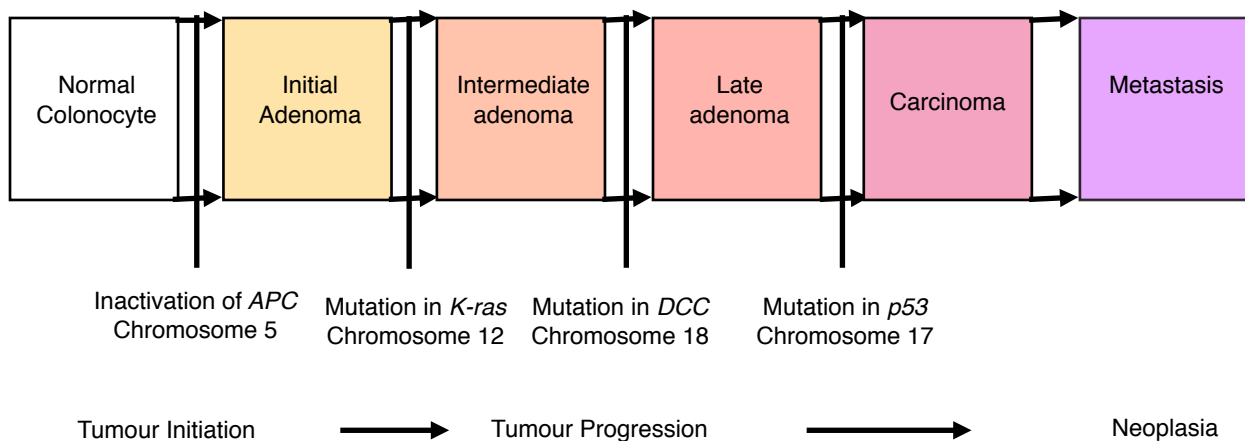 Normal
Colonocyte
Initial
Adenoma
Intermediate
adenoma
Late
adenoma
Carcinoma
Metastasis
Inactivation of APC
Chromosome 5
Mutation in K-ras
Chromosome 12
Mutation in DCC
Chromosome 18
Mutation in p53
Chromosome 17
Tumour Initiation
Tumour Progression
Neoplasia